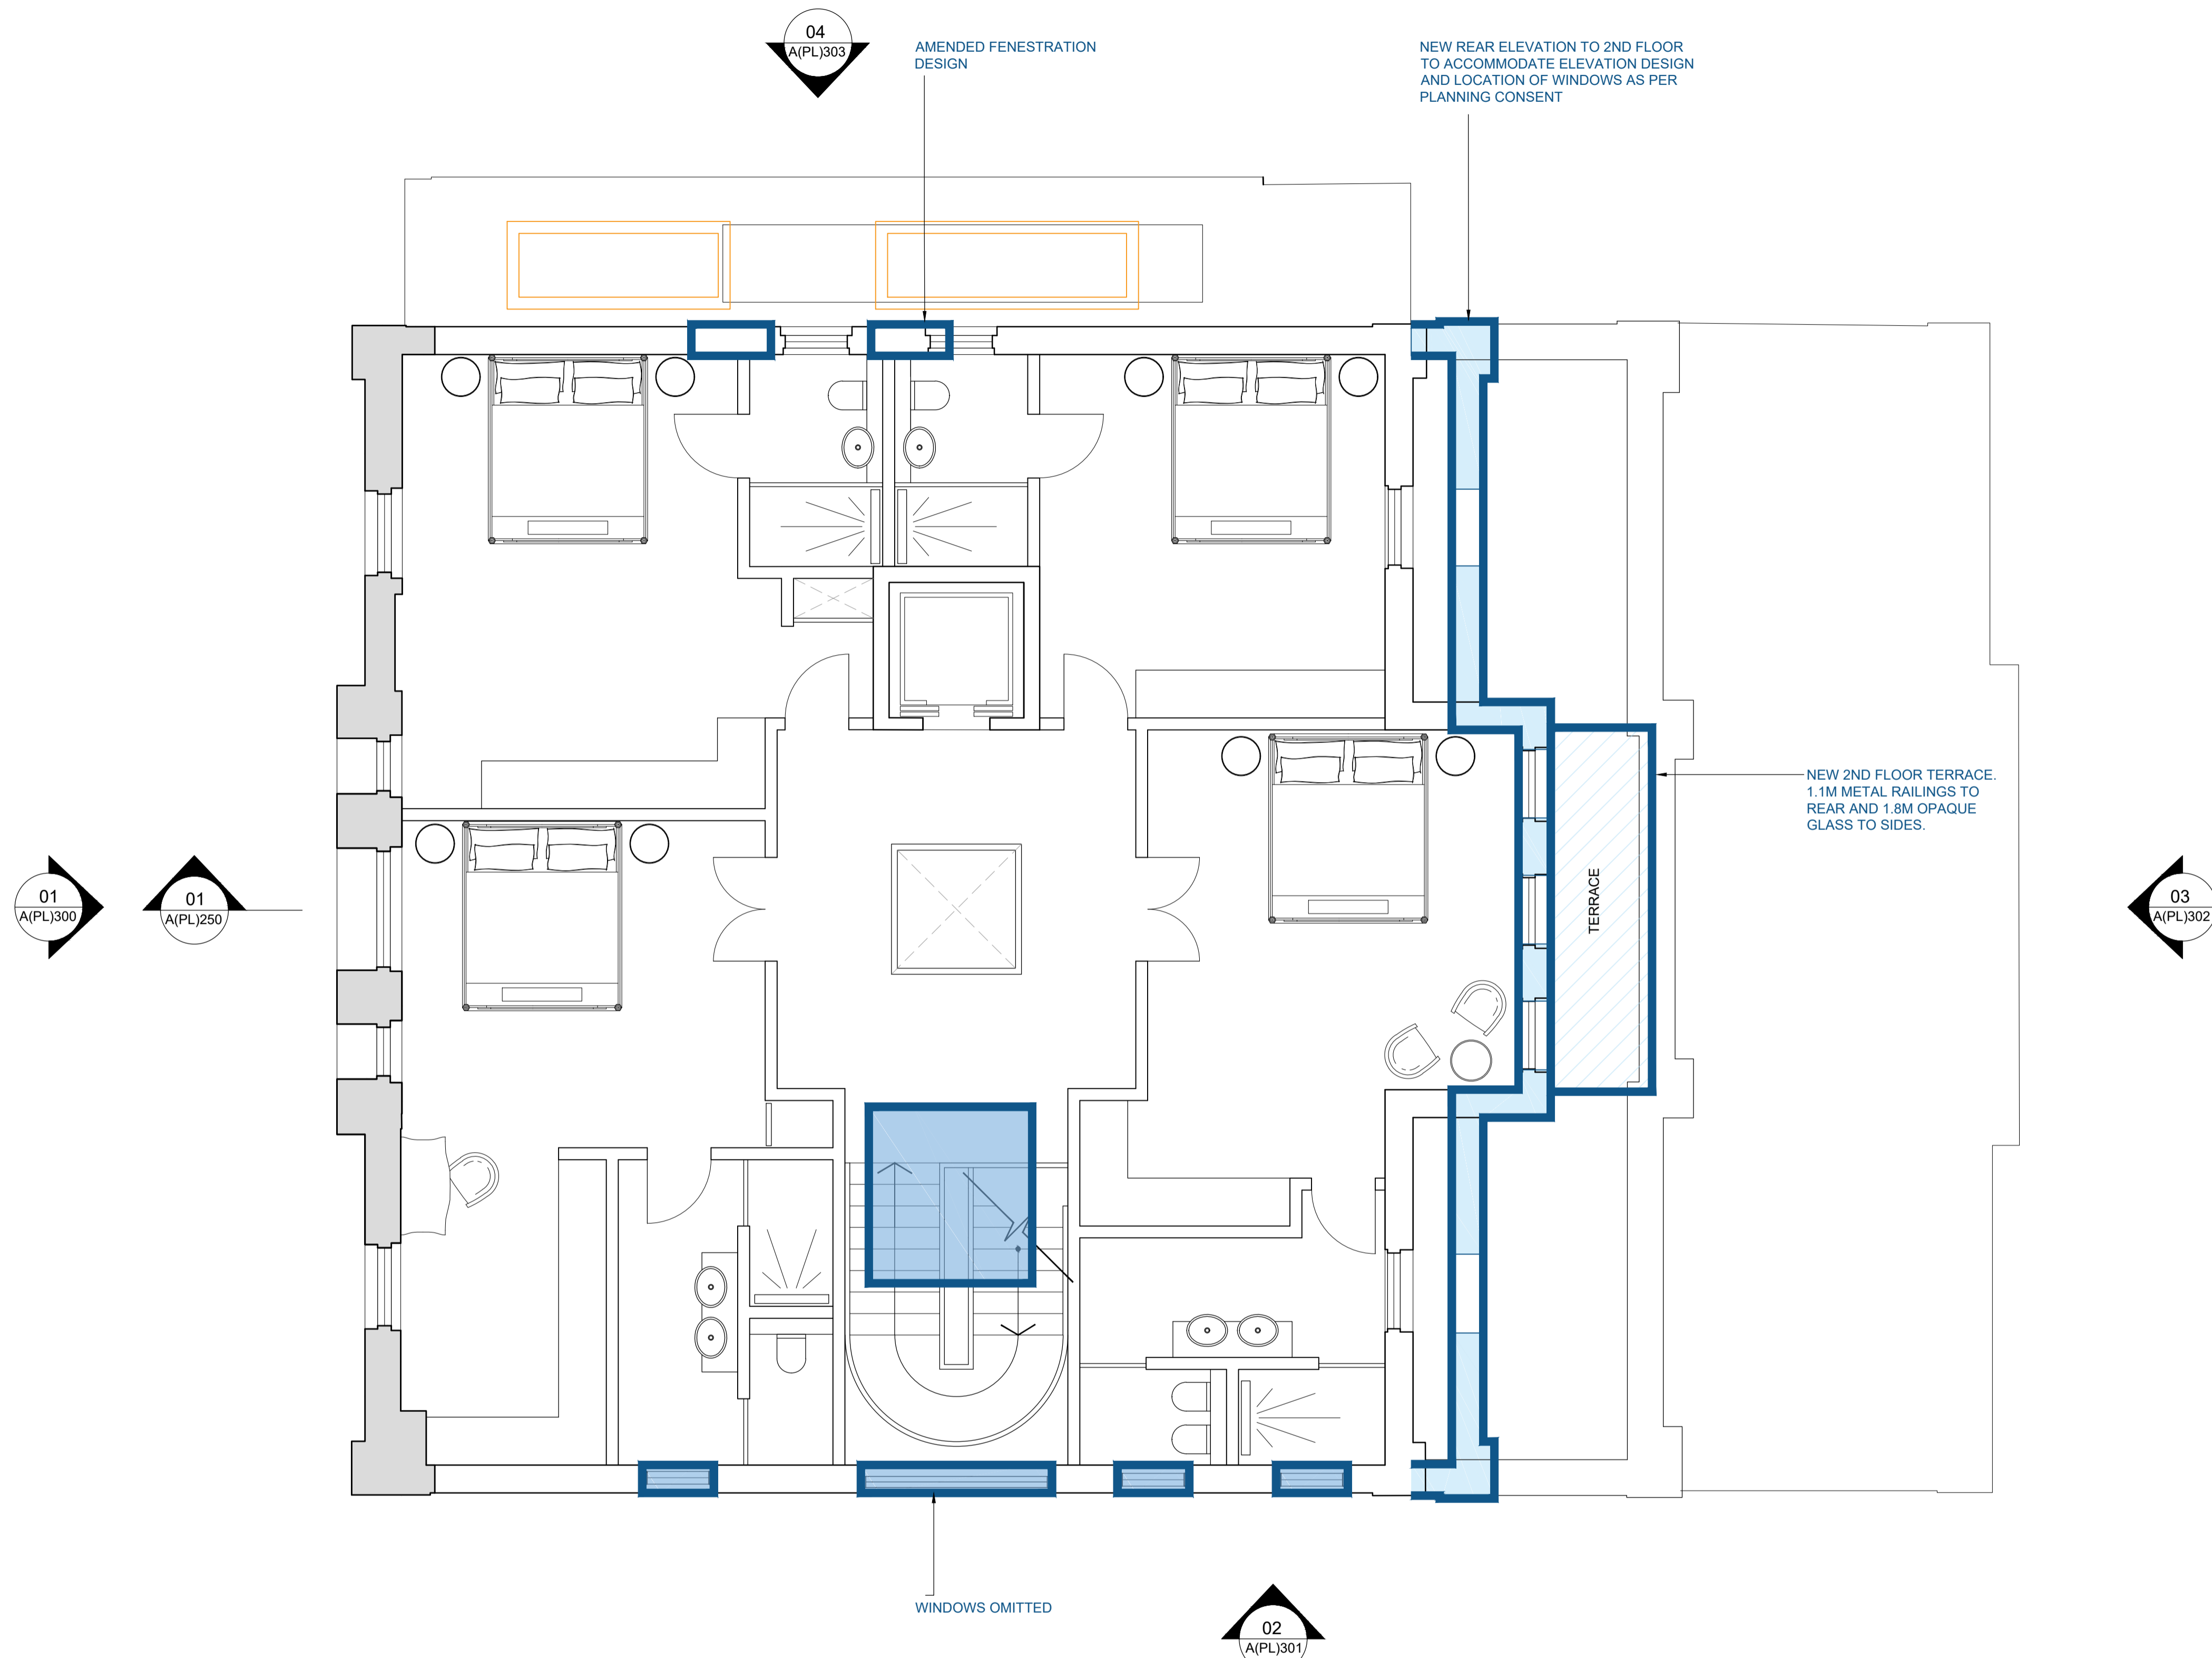 04
A(PL)303
AMENDED FENESTRATION
DESIGN
NEW REAR ELEVATION TO 2ND FLOOR
TO ACCOMMODATE ELEVATION DESIGN
AND LOCATION OF WINDOWS AS PER
PLANNING CONSENT
NEW 2ND FLOOR TERRACE.
1.1M METAL RAILINGS TO
REAR AND 1.8M OPAQUE
GLASS TO SIDES.
TERRACE
01
A(PL)300
01
A(PL)250
03
A(PL)302
WINDOWS OMITTED
02
A(PL)301